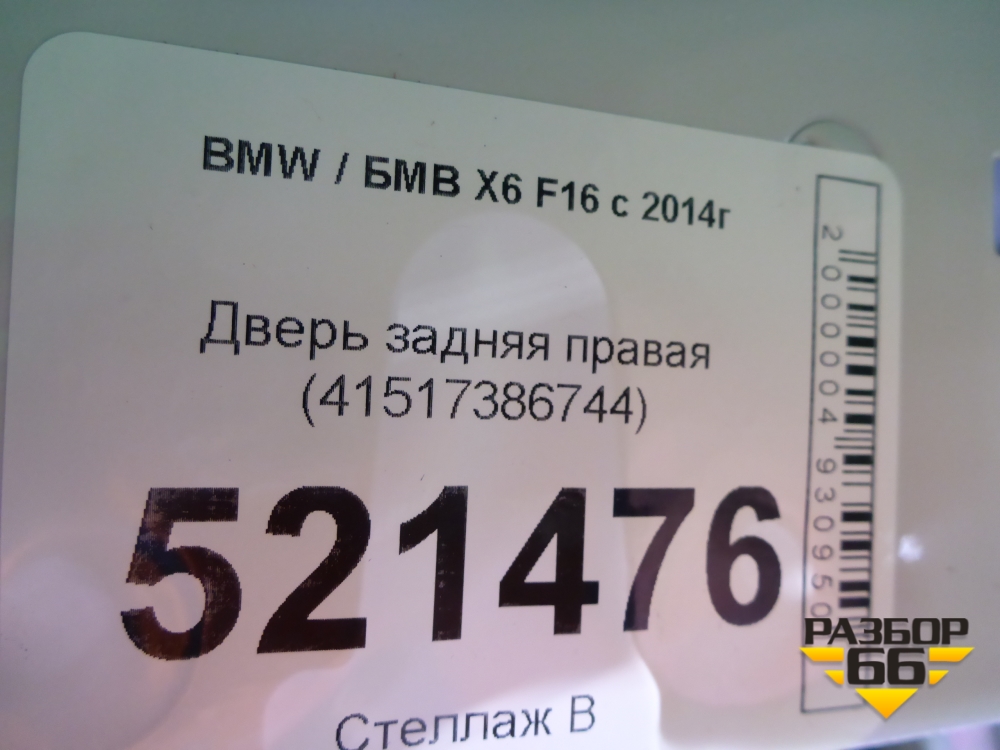 BMW / БМВ X6 F16 с 2014г
Дверь задняя правая
(41517386744)
521476
Стеллаж В
2000004930950
РАЗБОР
66